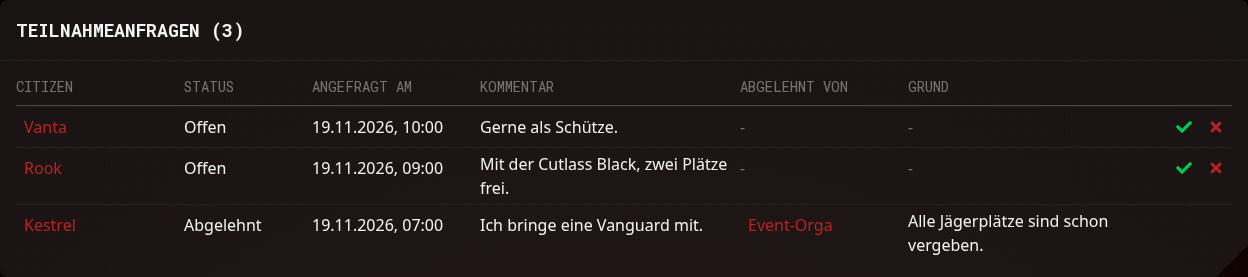 TEILNAHMEANFRAGEN (3)
CITIZEN STATUS ANGEFRAGT AM KOMMENTAR ABGELEHNT VON GRUND
Vanta Offen 19.11.2026, 10:00 Gerne als Schütze. - -
Rook Offen 19.11.2026, 09:00 Mit der Cutlass Black, zwei Plätze - -
frei.
Kestrel Abgelehnt 19.11.2026, 07:00 Ich bringe eine Vanguard mit. Event-Orga Alle Jägerplätze sind schon
vergeben.